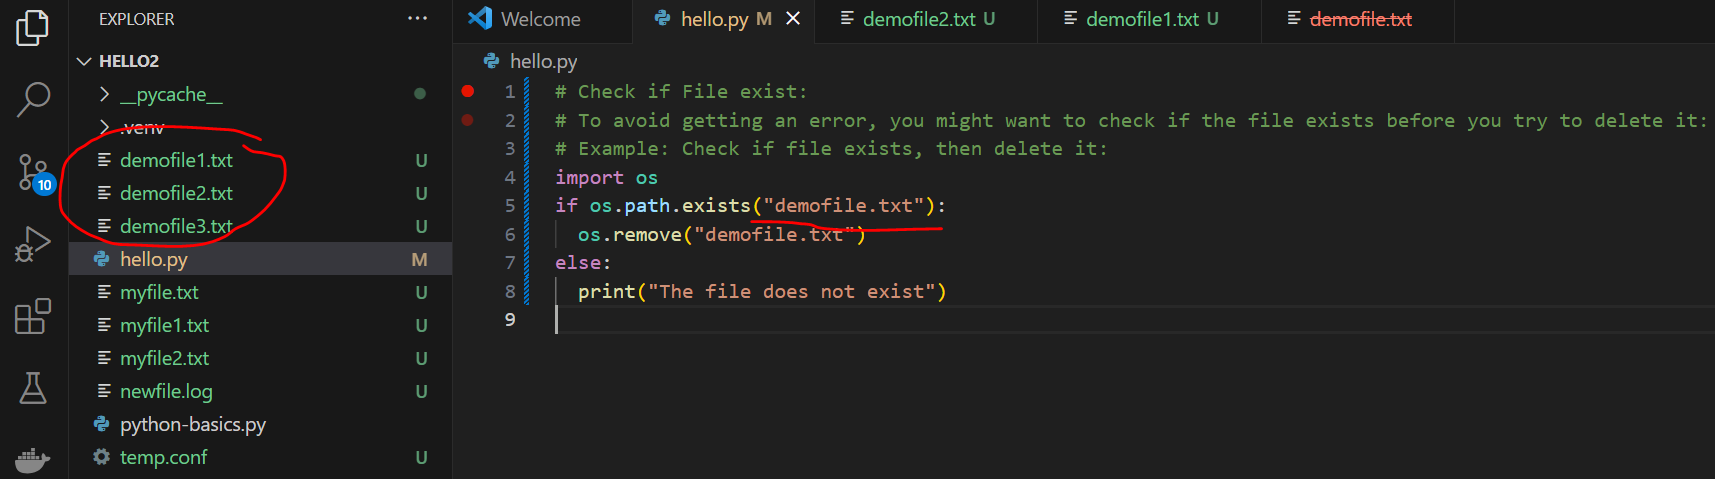 EXPLORER
HELLO2
__pycache__
.venv
demofile1.txt U
demofile2.txt U
demofile3.txt U
hello.py M
myfile.txt U
myfile1.txt U
myfile2.txt U
newfile.log U
python-basics.py
temp.conf U
10
Welcome
hello.py M
demofile2.txt U
demofile1.txt U
demofile.txt
hello.py
1 # Check if File exist:
2 # To avoid getting an error, you might want to check if the file exists before you try to delete it:
3 # Example: Check if file exists, then delete it:
4 import os
5 if os.path.exists("demofile.txt"):
6   os.remove("demofile.txt")
7 else:
8   print("The file does not exist")
9